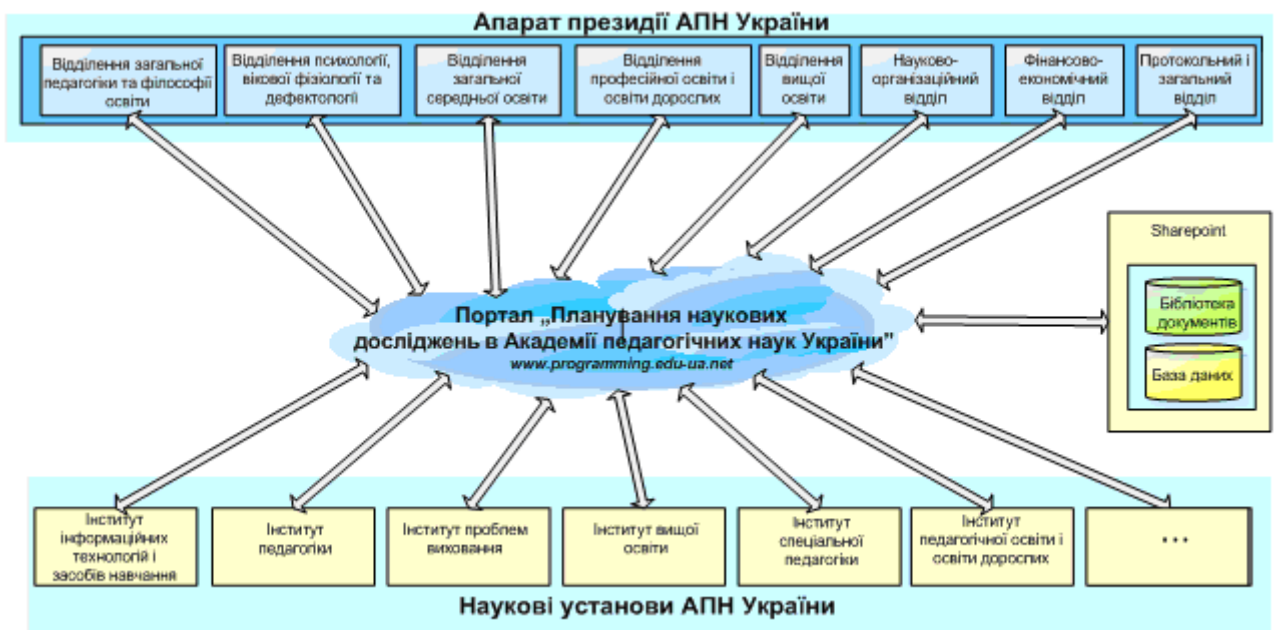 Апарат президії АПН України
Відділення загальної
педагогіки та філософії
освіти
Відділення психології,
вікової фізіології та
дефектології
Відділення
загальної
середньої освіти
Відділення
професійної освіти і
освіти дорослих
Відділення
вищої
освіти
Науково-
організаційний
відділ
Фінансово-
економічний
відділ
Протокольний і
загальний
відділ
Sharepoint
Бібліотека
документів
База даних
Портал „Планування наукових
досліджень в Академії педагогічних наук України”
www.programming.edu-ua.net
Інститут
інформаційних
технологій і
засобів навчання
Інститут
педагогіки
Інститут проблем
виховання
Інститут вищої
освіти
Інститут
спеціальної
педагогіки
Інститут
педагогічної освіти і
освіти дорослих
...
Наукові установи АПН України